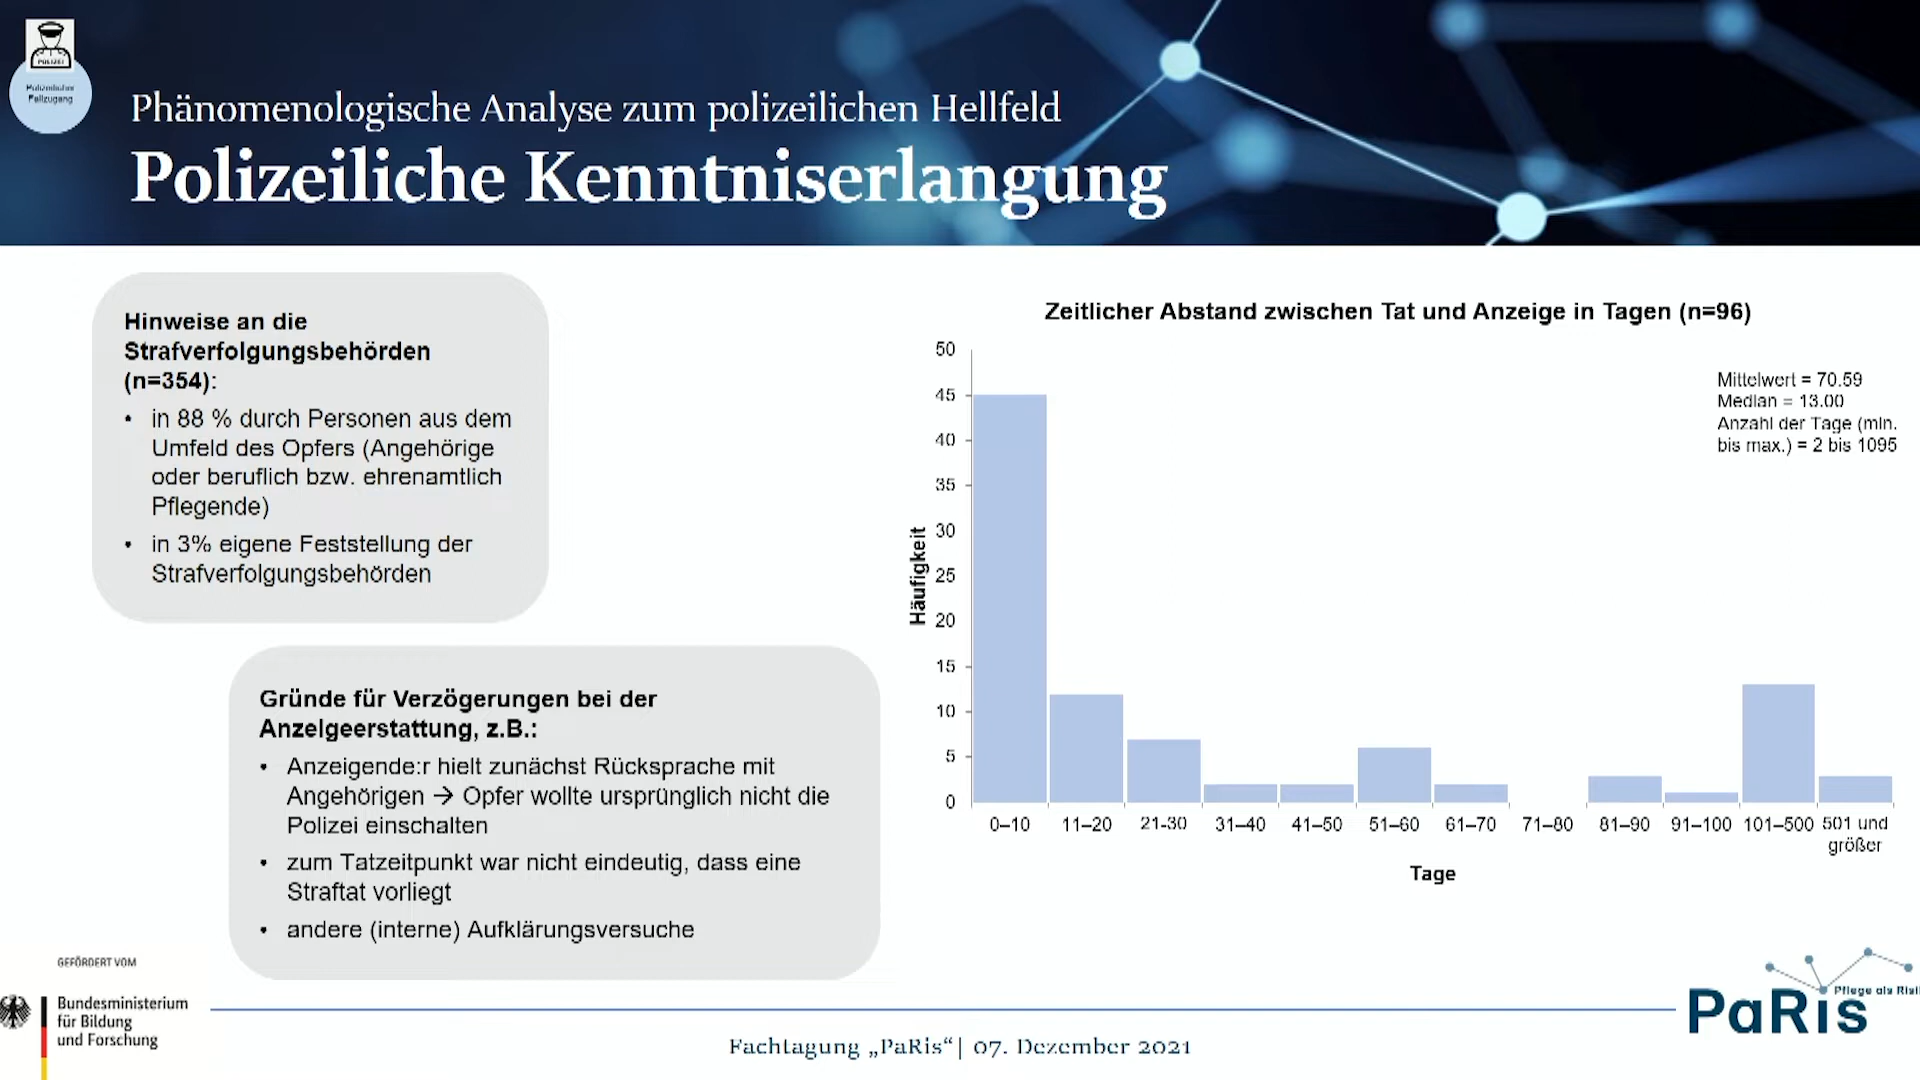 POLIZEI
Polizeilicher
Fallzugang
Phänomenologische Analyse zum polizeilichen Hellfeld
Polizeiliche Kenntniserlangung
Hinweise an die
Strafverfolgungsbehörden
(n=354):
• in 88 % durch Personen aus dem
Umfeld des Opfers (Angehörige
oder beruflich bzw. ehrenamtlich
Pflegende)
• in 3% eigene Feststellung der
Strafverfolgungsbehörden
Gründe für Verzögerungen bei der
Anzeigeerstattung, z.B.:
• Anzeigende:r hielt zunächst Rücksprache mit
Angehörigen → Opfer wollte ursprünglich nicht die
Polizei einschalten
• zum Tatzeitpunkt war nicht eindeutig, dass eine
Straftat vorliegt
• andere (interne) Aufklärungsversuche
Zeitlicher Abstand zwischen Tat und Anzeige in Tagen (n=96)
Mittelwert = 70.59
Median = 13.00
Anzahl der Tage (min.
bis max.) = 2 bis 1095
Häufigkeit
50
45
40
35
30
25
20
15
10
5
0
0–10 11–20 21-30 31–40 41–50 51–60 61–70 71–80 81–90 91–100 101–500 501 und
größer
Tage
GEFÖRDERT VOM
Bundesministerium
für Bildung
und Forschung
Fachtagung „PaRis“| 07. Dezember 2021
Pflege als
PaRis